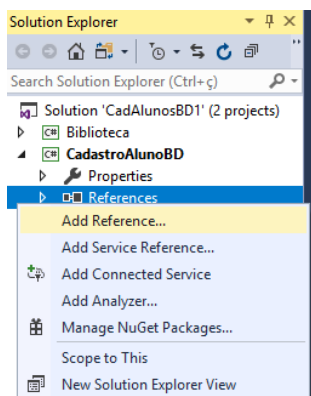 Solution Explorer
Search Solution Explorer (Ctrl+ç)
Solution 'CadAlunosBD1' (2 projects)
C# Biblioteca
C# CadastroAlunoBD
Properties
References
Add Reference...
Add Service Reference...
Add Connected Service
Add Analyzer...
Manage NuGet Packages...
Scope to This
New Solution Explorer View